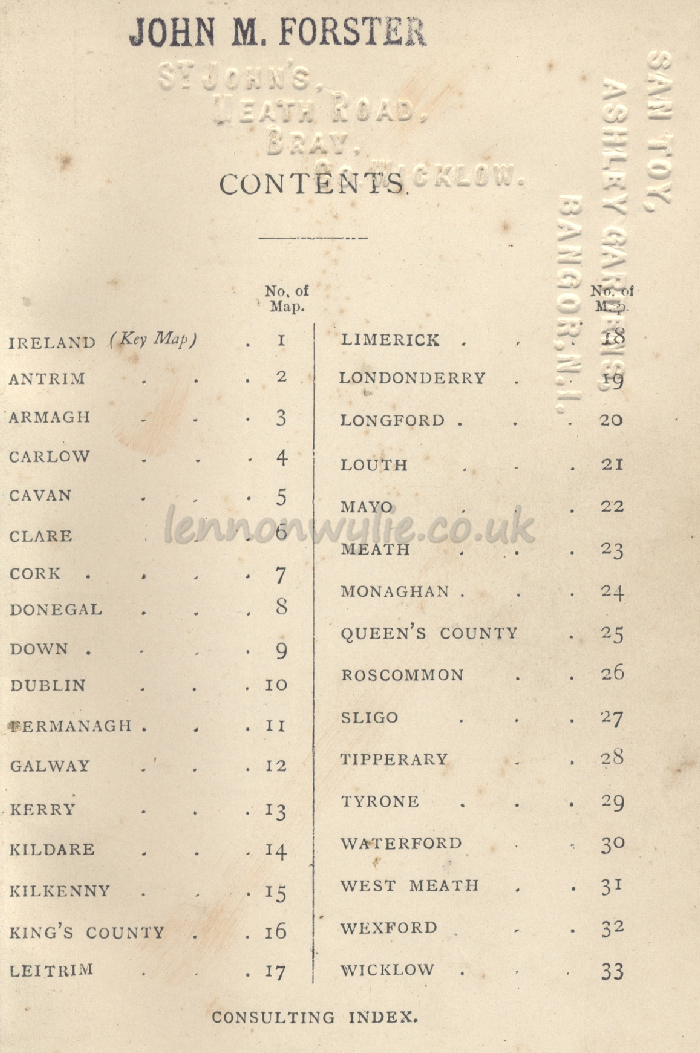 JOHN M. FORSTER
ST JOHN'S,
MEATH ROAD,
BRAY,
CO. WICKLOW.
SAN TOY,
ASHLEY GARDENS,
BANGOR, N.I.
CONTENTS.
No. of
Map.
IRELAND (Key Map) . 1
ANTRIM . . . 2
ARMAGH . . . 3
CARLOW . . . 4
CAVAN . . . 5
CLARE . . . 6
CORK . . . . 7
DONEGAL . . . 8
DOWN . . . . 9
DUBLIN . . . 10
FERMANAGH . . . 11
GALWAY . . . 12
KERRY . . . 13
KILDARE . . . 14
KILKENNY . . . 15
KING'S COUNTY . . 16
LEITRIM . . . 17
No. of
Map.
LIMERICK . . . 18
LONDONDERRY . . 19
LONGFORD . . . 20
LOUTH . . . 21
MAYO . . . 22
MEATH . . . 23
MONAGHAN . . . 24
QUEEN'S COUNTY . 25
ROSCOMMON . . 26
SLIGO . . . 27
TIPPERARY . . 28
TYRONE . . . 29
WATERFORD . . 30
WEST MEATH . . 31
WEXFORD . . . 32
WICKLOW . . . 33
CONSULTING INDEX.
lennonwylie.co.uk